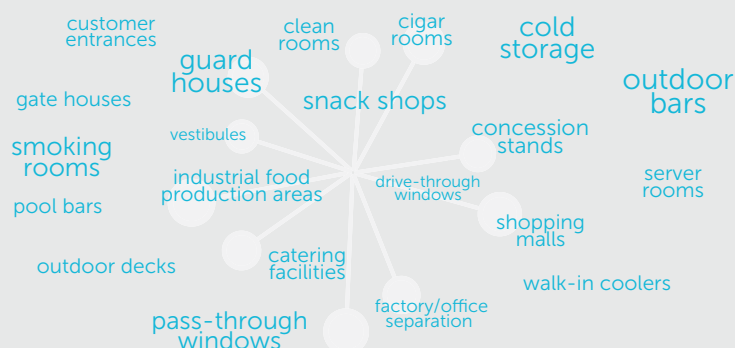 customer
entrances
clean
rooms
cigar
rooms
cold
storage
guard
houses
outdoor
bars
gate houses
snack shops
vestibules
concession
stands
smoking
rooms
industrial food
production areas
drive-through
windows
server
rooms
pool bars
shopping
malls
outdoor decks
catering
facilities
walk-in coolers
factory/office
separation
pass-through
windows